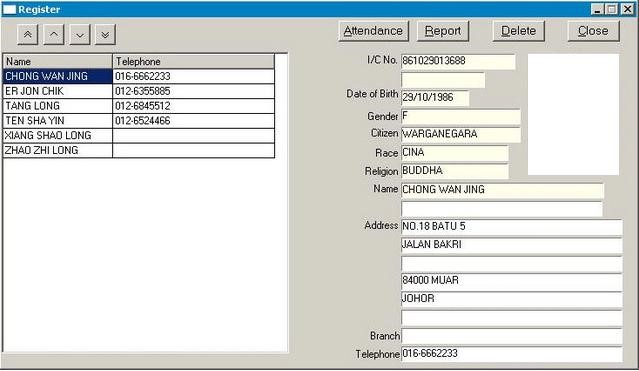 Register
Attendance Report Delete Close
Name Telephone
CHONG WAN JING 016-6662233
ER JON CHIK 012-6355885
TANG LONG 012-6845512
TEN SHA YIN 012-6524466
XIANG SHAO LONG
ZHAO ZHI LONG
I/C No. 861029013688
Date of Birth 29/10/1986
Gender F
Citizen WARGANEGARA
Race CINA
Religion BUDDHA
Name CHONG WAN JING
Address NO.18 BATU 5
JALAN BAKRI
84000 MUAR
JOHOR
Branch
Telephone 016-6662233